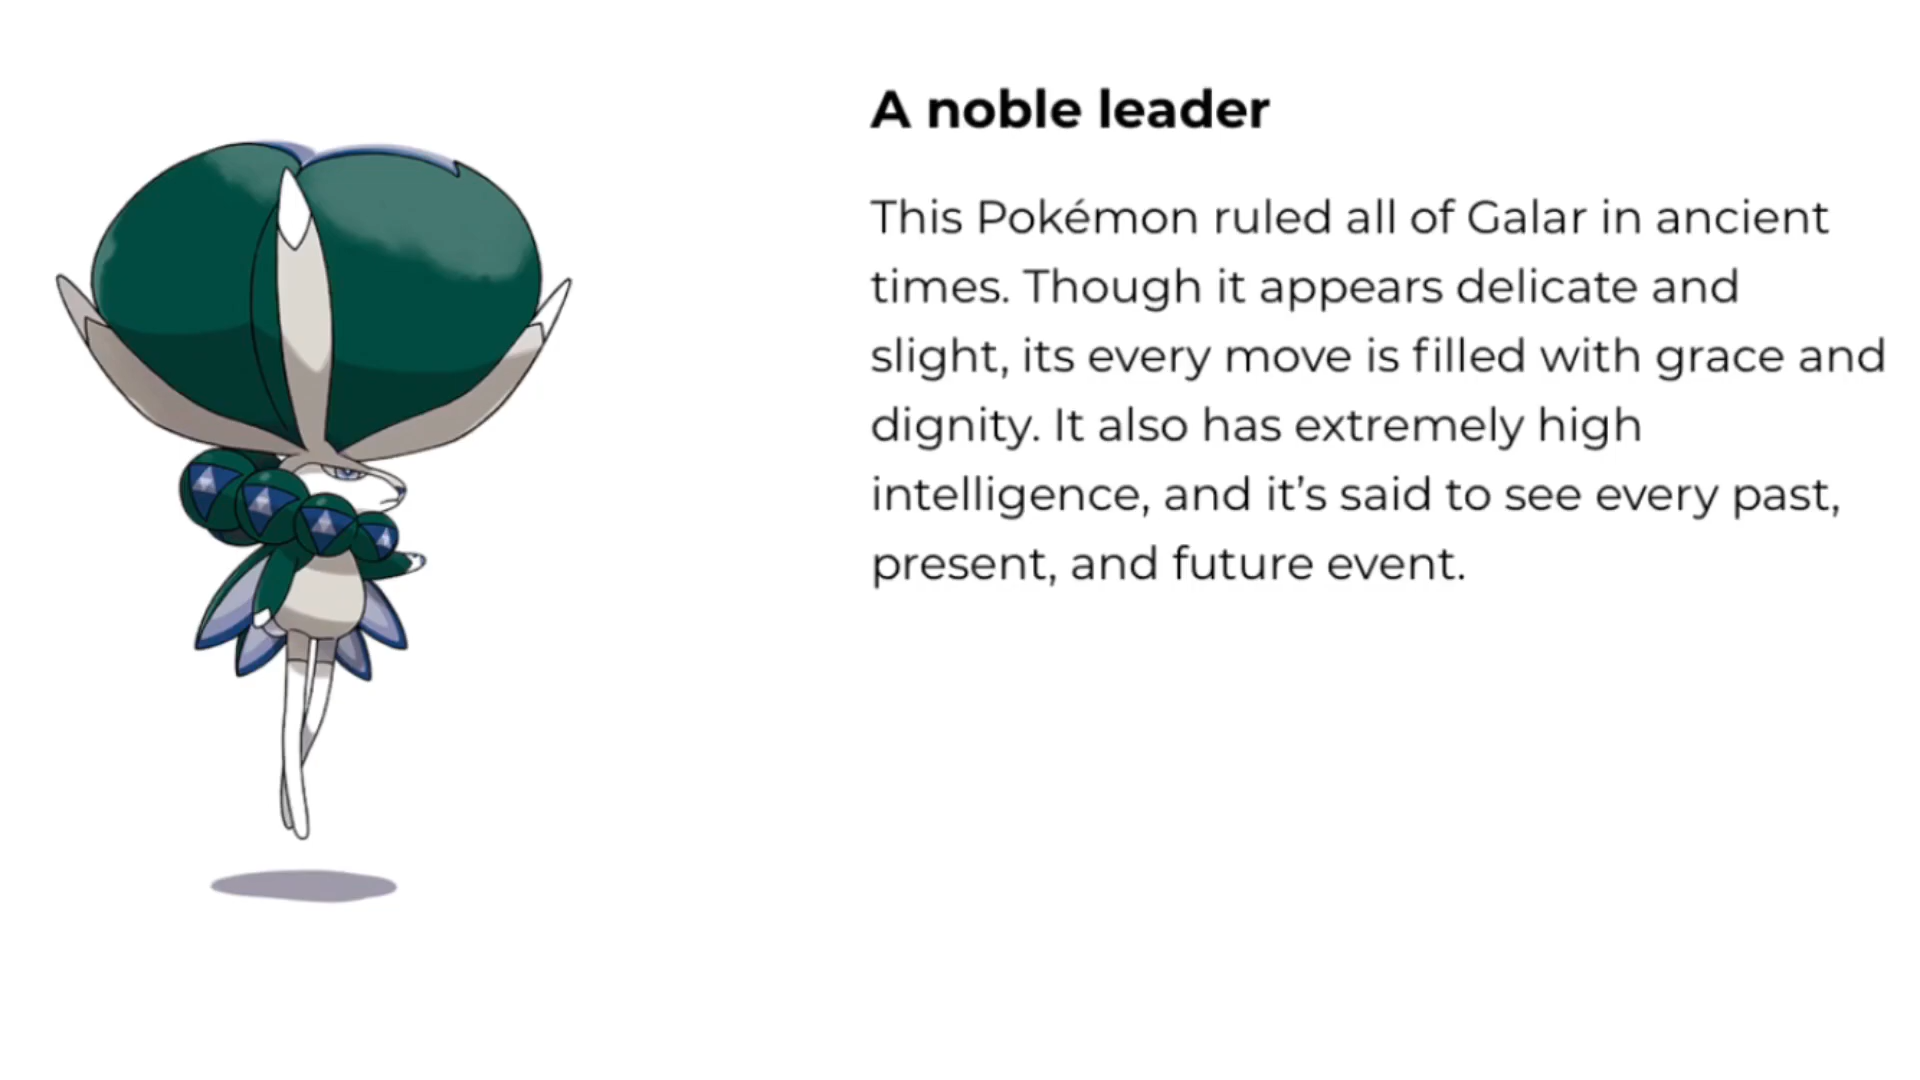 A noble leader
This Pokémon ruled all of Galar in ancient
times. Though it appears delicate and
slight, its every move is filled with grace and
dignity. It also has extremely high
intelligence, and it’s said to see every past,
present, and future event.